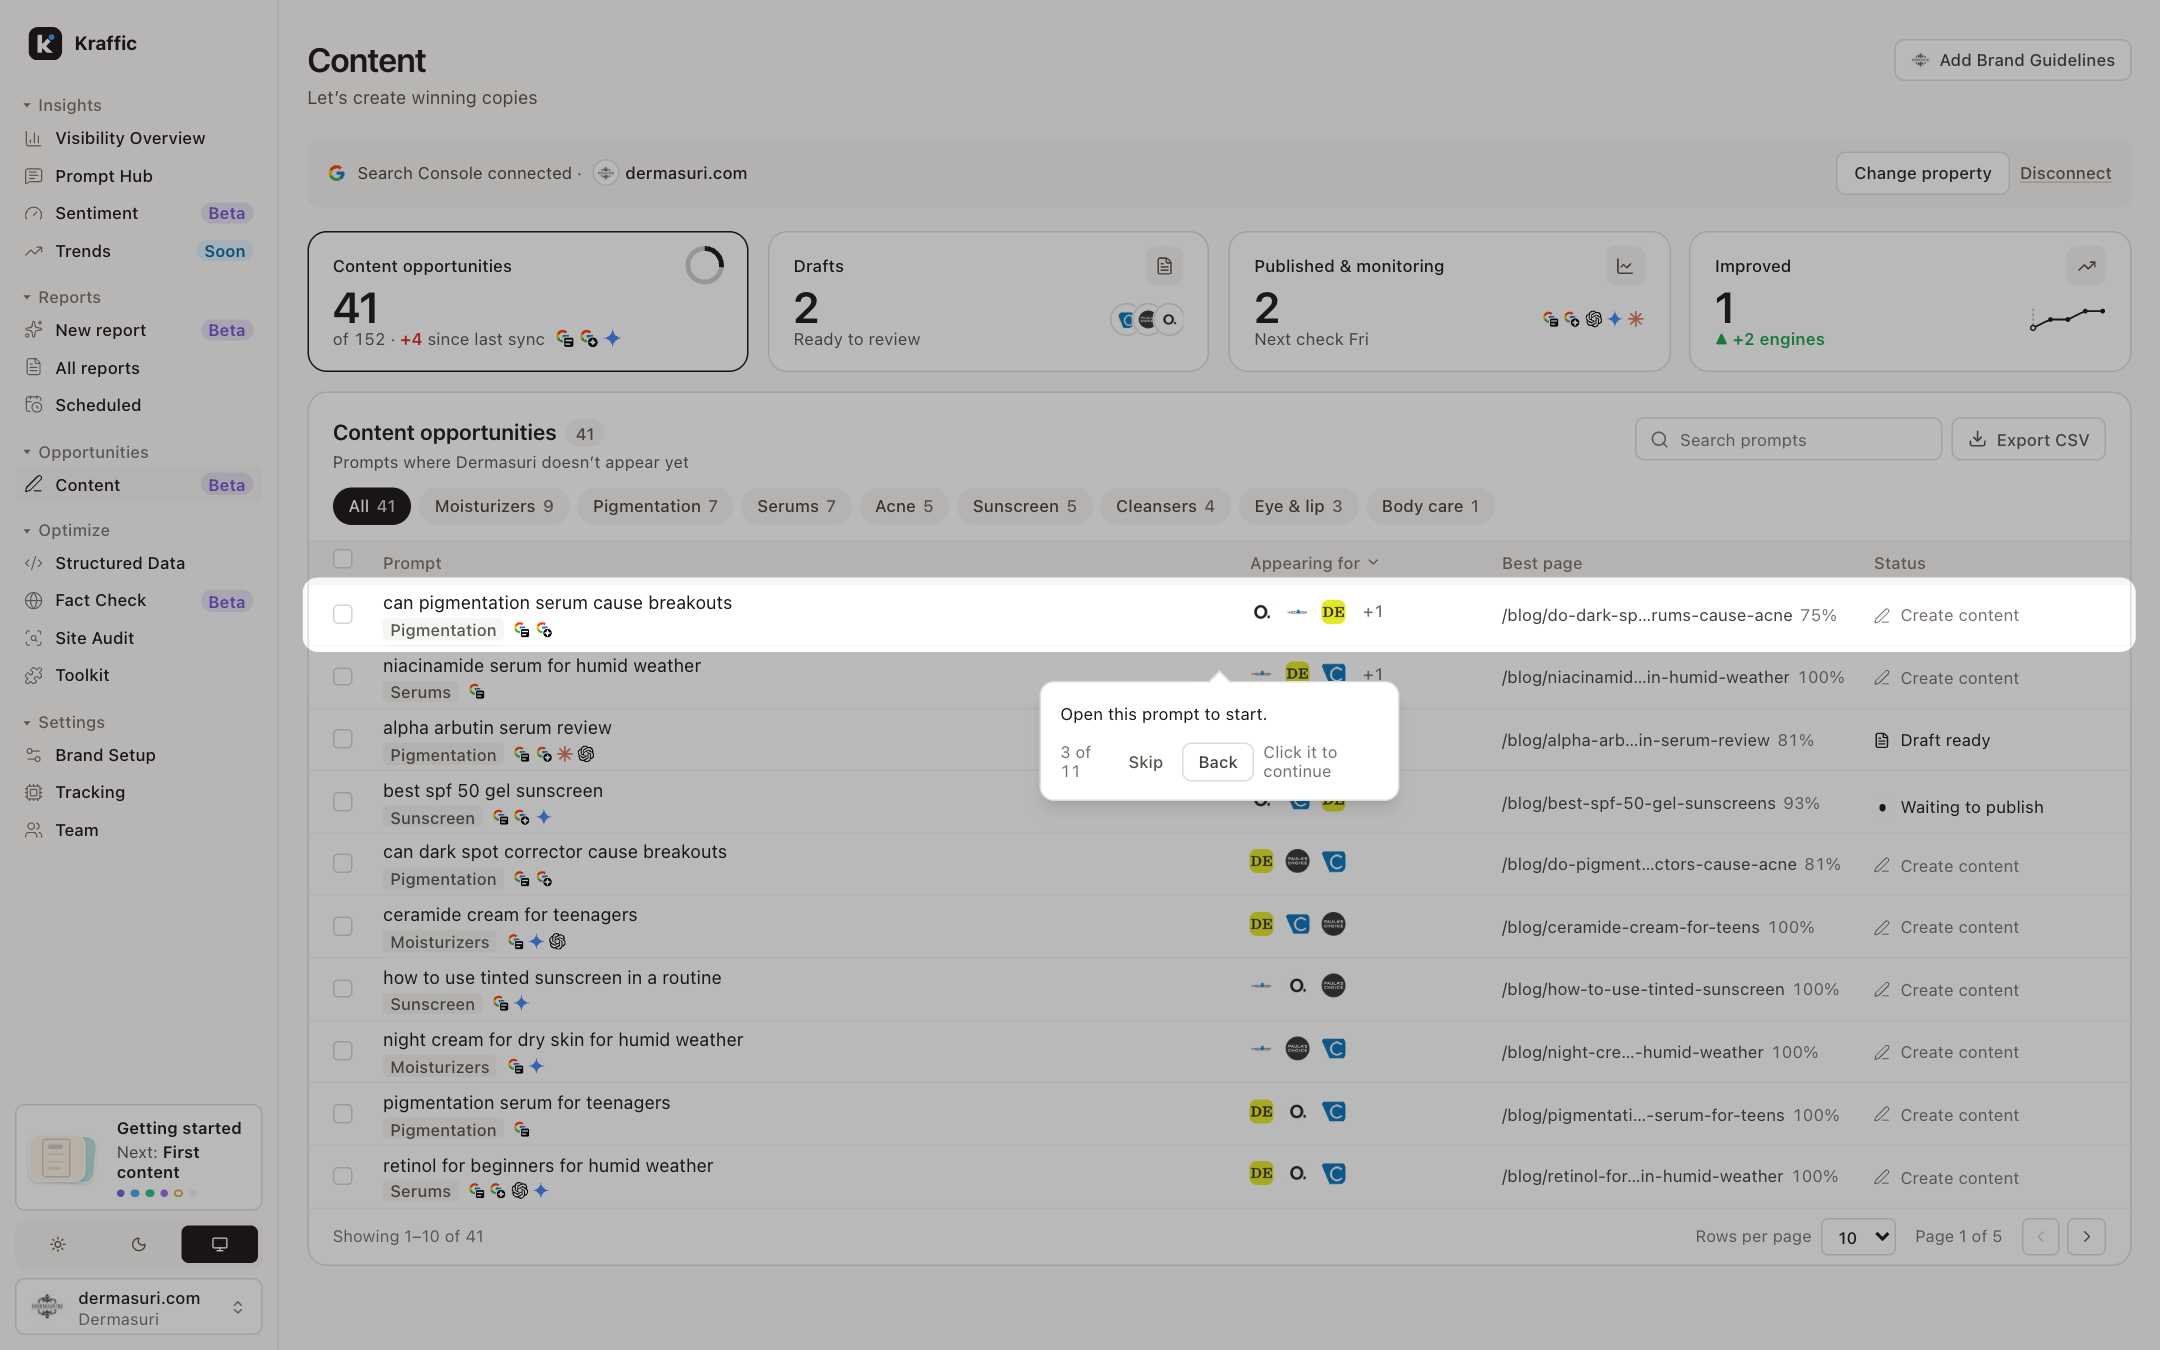 Kraffic
Insights
Visibility Overview
Prompt Hub
Sentiment Beta
Trends Soon
Reports
New report Beta
All reports
Scheduled
Opportunities
Content Beta
Optimize
Structured Data
Fact Check Beta
Site Audit
Toolkit
Settings
Brand Setup
Tracking
Team
Getting started
Next: First
content
dermasuri.com
Dermasuri
Content
Let's create winning copies
Add Brand Guidelines
Search Console connected · dermasuri.com
Change property Disconnect
Content opportunities
41
of 152 · +4 since last sync
Drafts
2
Ready to review
Published & monitoring
2
Next check Fri
Improved
1
+2 engines
Content opportunities 41
Prompts where Dermasuri doesn't appear yet
Search prompts
Export CSV
All 41 Moisturizers 9 Pigmentation 7 Serums 7 Acne 5 Sunscreen 5 Cleansers 4 Eye & lip 3 Body care 1
Prompt Appearing for Best page Status
can pigmentation serum cause breakouts
Pigmentation
O. DE +1 /blog/do-dark-sp...rums-cause-acne 75% Create content
niacinamide serum for humid weather
Serums
DE C +1 /blog/niacinamid...in-humid-weather 100% Create content
Open this prompt to start.
3 of
11
Skip Back
Click it to
continue
alpha arbutin serum review
Pigmentation
/blog/alpha-arb...in-serum-review 81% Draft ready
best spf 50 gel sunscreen
Sunscreen
/blog/best-spf-50-gel-sunscreens 93% Waiting to publish
can dark spot corrector cause breakouts
Pigmentation
DE PAULA'S CHOICE C /blog/do-pigment...ctors-cause-acne 81% Create content
ceramide cream for teenagers
Moisturizers
DE C PAULA'S CHOICE /blog/ceramide-cream-for-teens 100% Create content
how to use tinted sunscreen in a routine
Sunscreen
O. PAULA'S CHOICE /blog/how-to-use-tinted-sunscreen 100% Create content
night cream for dry skin for humid weather
Moisturizers
PAULA'S CHOICE C /blog/night-cre...-humid-weather 100% Create content
pigmentation serum for teenagers
Pigmentation
DE O. C /blog/pigmentati...-serum-for-teens 100% Create content
retinol for beginners for humid weather
Serums
DE O. C /blog/retinol-for...in-humid-weather 100% Create content
Showing 1–10 of 41
Rows per page 10 Page 1 of 5